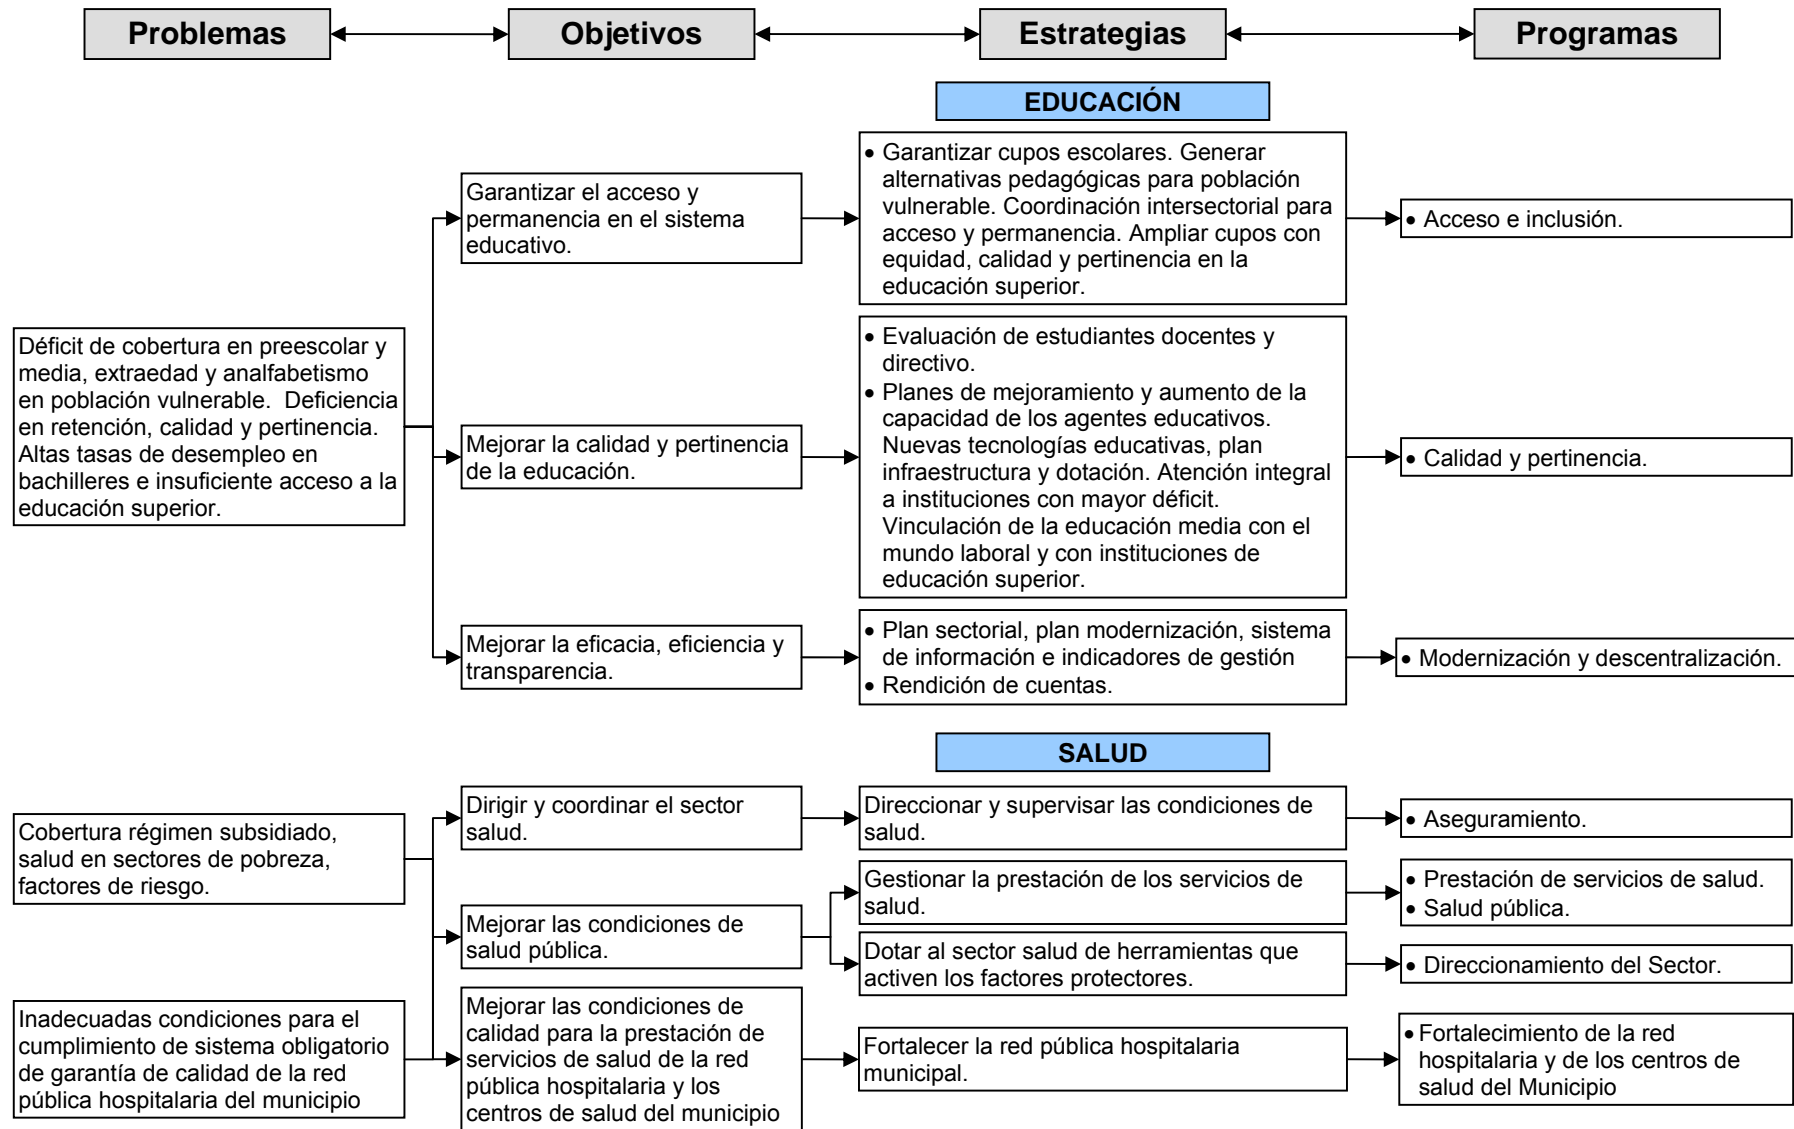 Problemas
Objetivos
Estrategias
Programas
EDUCACIÓN
Déficit de cobertura en preescolar y
media, extraedad y analfabetismo
en población vulnerable. Deficiencia
en retención, calidad y pertinencia.
Altas tasas de desempleo en
bachilleres e insuficiente acceso a la
educación superior.
Garantizar el acceso y
permanencia en el sistema
educativo.
• Garantizar cupos escolares. Generar
alternativas pedagógicas para población
vulnerable. Coordinación intersectorial para
acceso y permanencia. Ampliar cupos con
equidad, calidad y pertinencia en la
educación superior.
• Acceso e inclusión.
Mejorar la calidad y pertinencia
de la educación.
• Evaluación de estudiantes docentes y
directivo.
• Planes de mejoramiento y aumento de la
capacidad de los agentes educativos.
Nuevas tecnologías educativas, plan
infraestructura y dotación. Atención integral
a instituciones con mayor déficit.
Vinculación de la educación media con el
mundo laboral y con instituciones de
educación superior.
• Calidad y pertinencia.
Mejorar la eficacia, eficiencia y
transparencia.
• Plan sectorial, plan modernización, sistema
de información e indicadores de gestión
• Rendición de cuentas.
• Modernización y descentralización.
SALUD
Cobertura régimen subsidiado,
salud en sectores de pobreza,
factores de riesgo.
Dirigir y coordinar el sector
salud.
Direccionar y supervisar las condiciones de
salud.
• Aseguramiento.
Mejorar las condiciones de
salud pública.
Gestionar la prestación de los servicios de
salud.
• Prestación de servicios de salud.
• Salud pública.
Dotar al sector salud de herramientas que
activen los factores protectores.
• Direccionamiento del Sector.
Inadecuadas condiciones para el
cumplimiento de sistema obligatorio
de garantía de calidad de la red
pública hospitalaria del municipio
Mejorar las condiciones de
calidad para la prestación de
servicios de salud de la red
pública hospitalaria y los
centros de salud del municipio
Fortalecer la red pública hospitalaria
municipal.
• Fortalecimiento de la red
hospitalaria y de los centros de
salud del Municipio